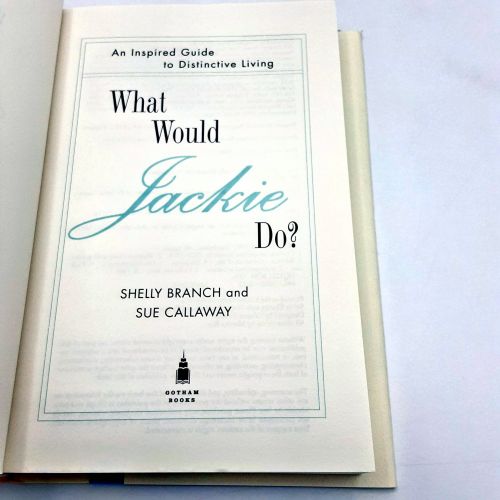 An Inspired Guide
to Distinctive Living
What
Would
Jackie
Do?
SHELLY BRANCH and
SUE CALLAWAY
GOTHAM
BOOKS